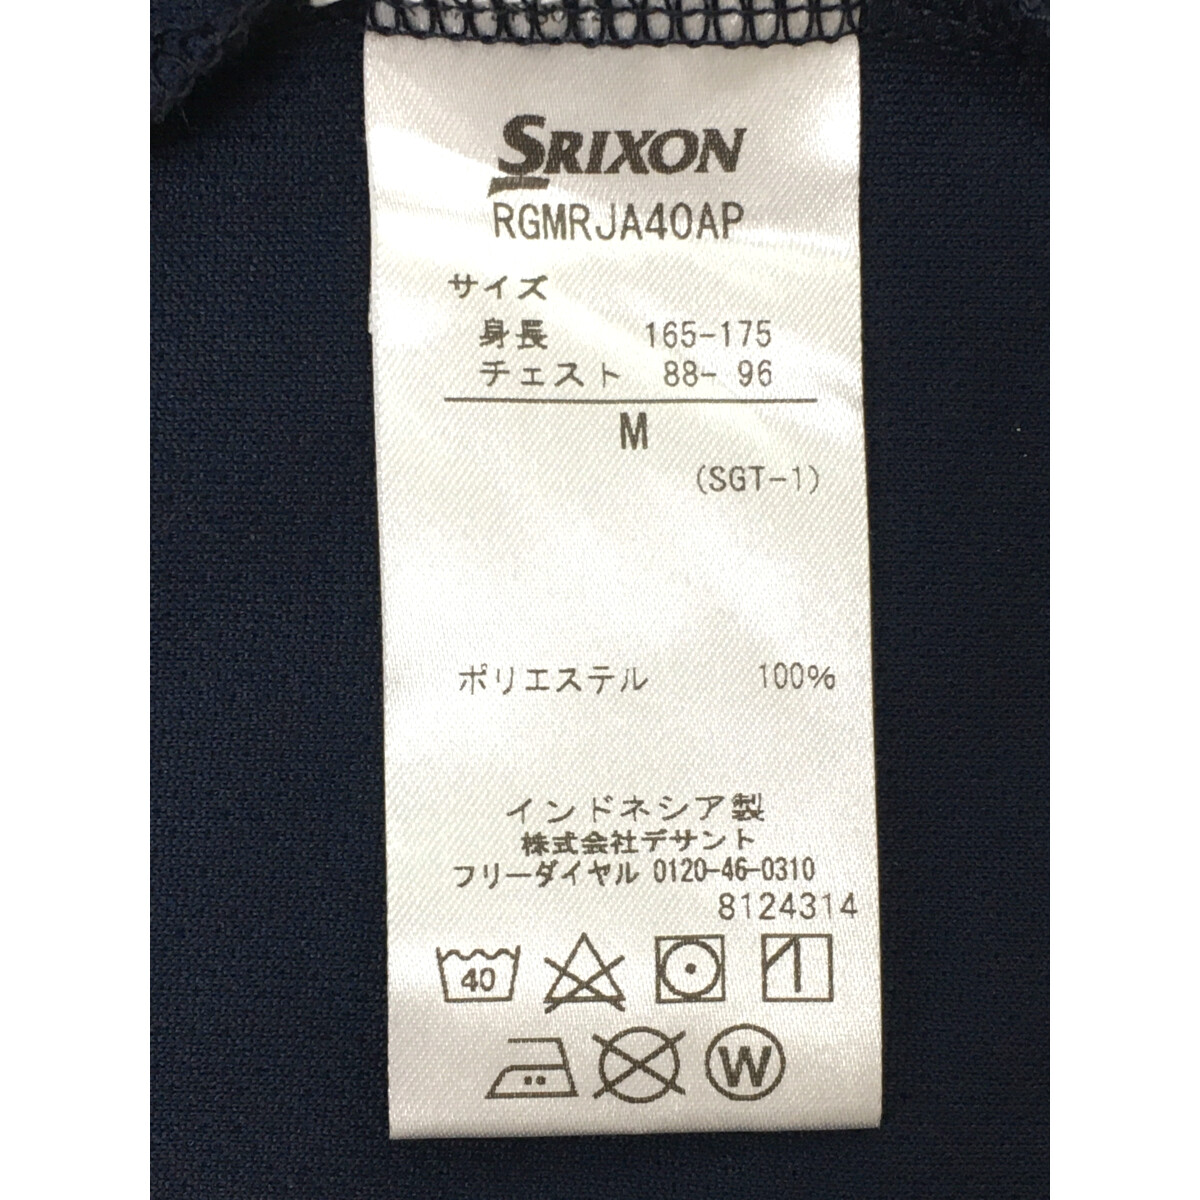 SRIXON
RGMRJA40AP
サイズ
身長 165-175
チェスト 88- 96
M
(SGT-1)
ポリエステル 100%
インドネシア製
株式会社デサント
フリーダイヤル 0120-46-0310
8124314
40
W